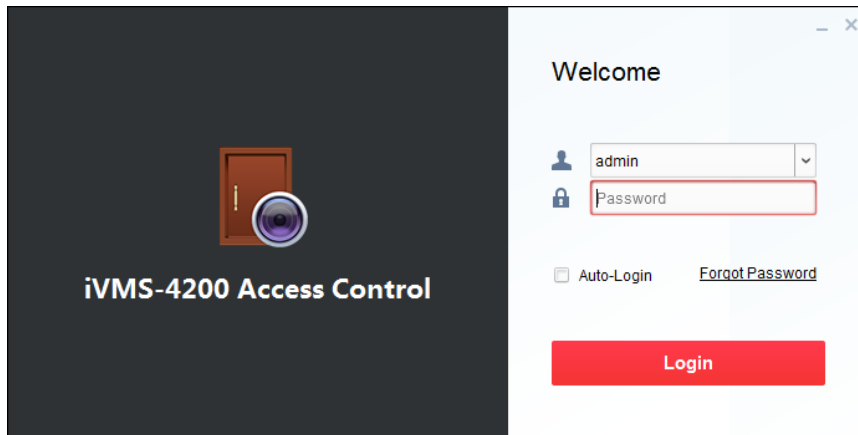 Welcome
admin
Password
Auto-Login Forgot Password
Login
iVMS-4200 Access Control